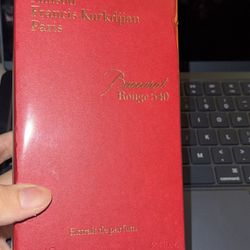 Maison
Francis Kurkdjian
Paris
Baccarat
Rouge 540
Extrait de parfum